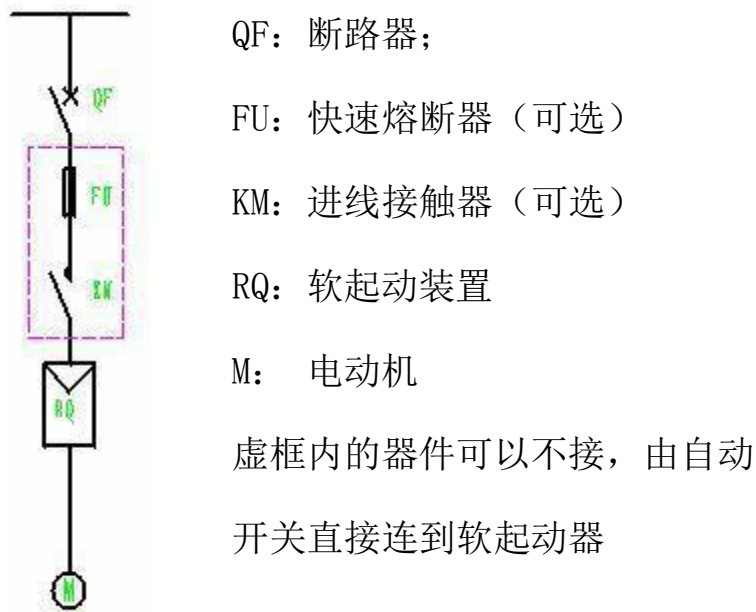 QF：断路器；
QF
FU：快速熔断器（可选）
FU
KM：进线接触器（可选）
KM
RQ：软起动装置
RQ
M： 电动机
M
虚框内的器件可以不接，由自动
开关直接连到软起动器